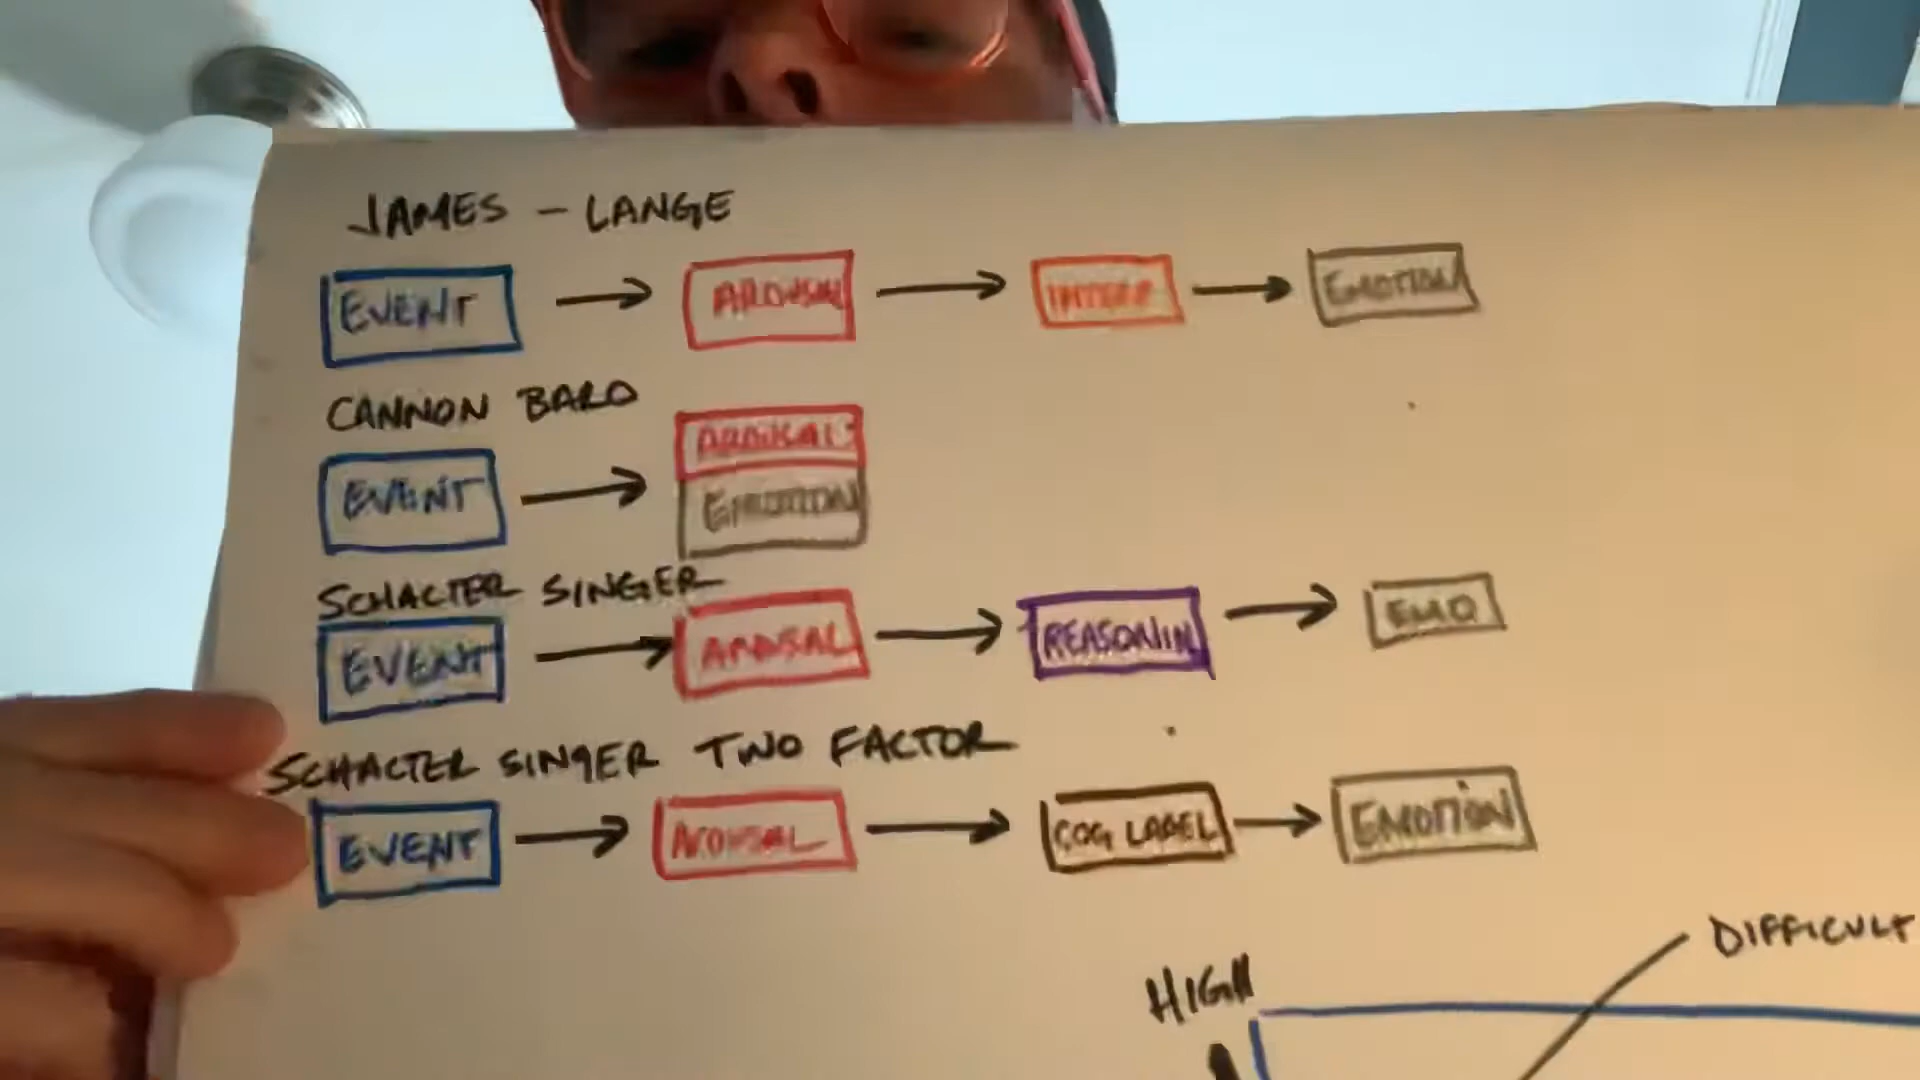 JAMES - LANGE
EVENT → AROUSAL → INTERP → EMOTION
CANNON BARD
AROUSAL
EVENT → EMOTION
SCHACTER SINGER
EVENT → AROUSAL → REASONIN → EMO
SCHACTER SINGER TWO FACTOR
EVENT → AROUSAL → COG LABEL → EMOTION
DIFFICULT
HIGH